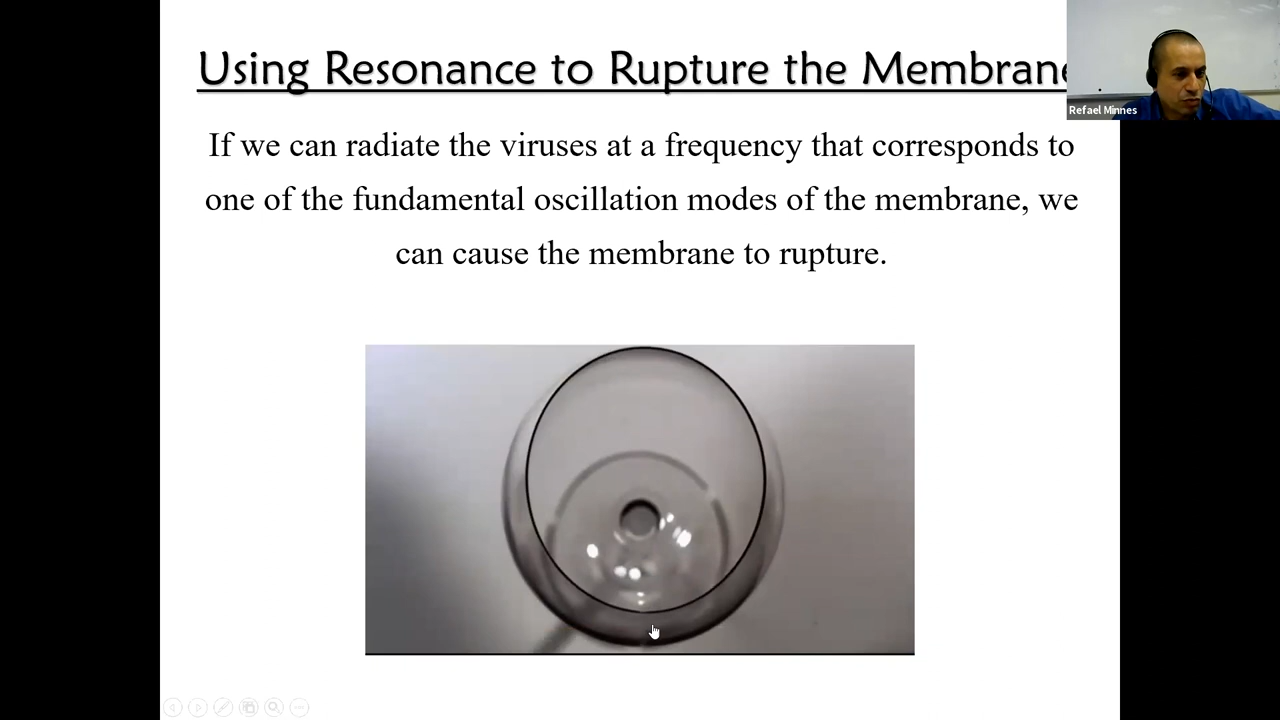 Using Resonance to Rupture the Membrane
Refael Minnes
If we can radiate the viruses at a frequency that corresponds to
one of the fundamental oscillation modes of the membrane, we
can cause the membrane to rupture.